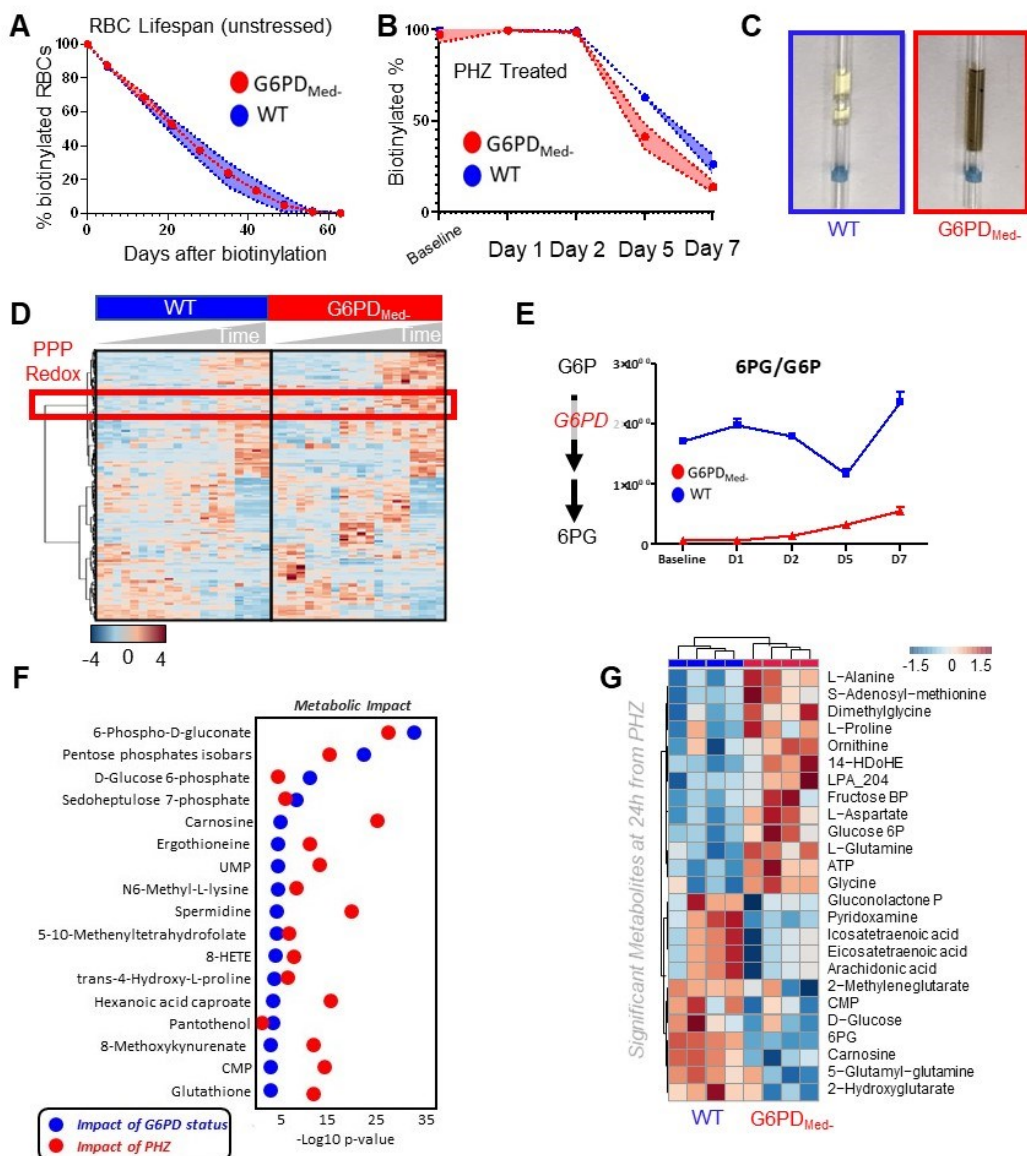 A
RBC Lifespan (unstressed)
% biotinylated RBCs
100
80
60
40
20
0
G6PDMed-
WT
0
20
40
60
Days after biotinylation
B
Biotinylated %
100
50
0
PHZ Treated
G6PDMed-
WT
Baseline
Day 1
Day 2
Day 5
Day 7
C
WT
G6PDMed-
D
WT
G6PDMed-
Time
Time
PPP
Redox
-4
0
4
E
G6P
G6PD
6PG
6PG/G6P
3×10⁰⁰
2×10⁰⁰
1×10⁰⁰
0
G6PDMed-
WT
Baseline
D1
D2
D5
D7
F
Metabolic Impact
6-Phospho-D-gluconate
Pentose phosphates isobars
D-Glucose 6-phosphate
Sedoheptulose 7-phosphate
Carnosine
Ergothioneine
UMP
N6-Methyl-L-lysine
Spermidine
5-10-Methenyltetrahydrofolate
8-HETE
trans-4-Hydroxy-L-proline
Hexanoic acid caproate
Pantothenol
8-Methoxykynurenate
CMP
Glutathione
5
15
25
35
-Log10 p-value
Impact of G6PD status
Impact of PHZ
G
-1.5
0
1.5
Significant Metabolites at 24h from PHZ
L−Alanine
S−Adenosyl−methionine
Dimethylglycine
L−Proline
Ornithine
14−HDoHE
LPA_204
Fructose BP
L−Aspartate
Glucose 6P
L−Glutamine
ATP
Glycine
Gluconolactone P
Pyridoxamine
Icosatetraenoic acid
Eicosatetraenoic acid
Arachidonic acid
2−Methyleneglutarate
CMP
D−Glucose
6PG
Carnosine
5−Glutamyl−glutamine
2−Hydroxyglutarate
WT
G6PDMed-